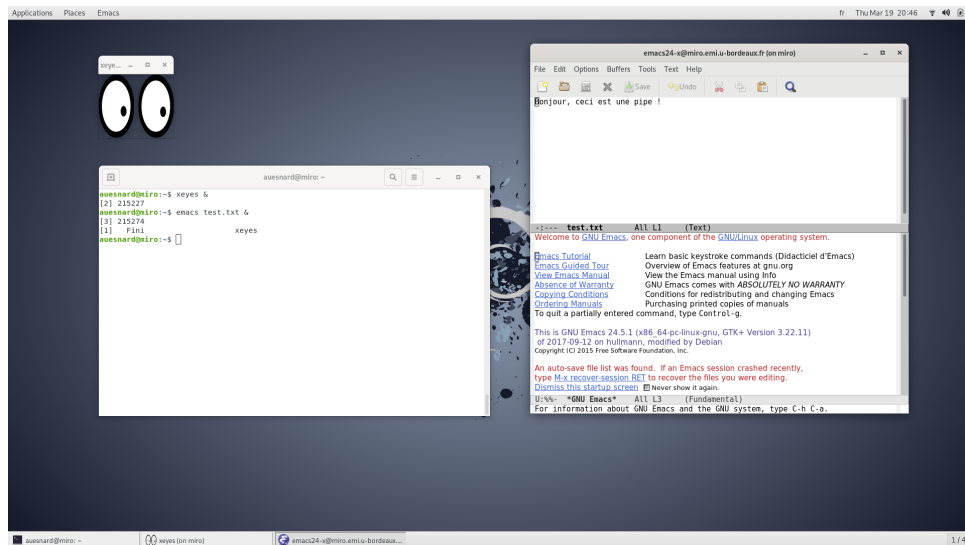 Applications Places Emacs
fr Thu Mar 19 20:46
xeye...
auesnard@miro: ~
auesnard@miro:~$ xeyes &
[2] 215227
auesnard@miro:~$ emacs test.txt &
[3] 215274
[1] Fini xeyes
auesnard@miro:~$
emacs24-x@miro.emi.u-bordeaux.fr (on miro)
File Edit Options Buffers Tools Text Help
Save Undo
Bonjour, ceci est une pipe !
-:--- test.txt All L1 (Text)
Welcome to GNU Emacs, one component of the GNU/Linux operating system.
Emacs Tutorial Learn basic keystroke commands (Didacticiel d'Emacs)
Emacs Guided Tour Overview of Emacs features at gnu.org
View Emacs Manual View the Emacs manual using Info
Absence of Warranty GNU Emacs comes with ABSOLUTELY NO WARRANTY
Copying Conditions Conditions for redistributing and changing Emacs
Ordering Manuals Purchasing printed copies of manuals
To quit a partially entered command, type Control-g.
This is GNU Emacs 24.5.1 (x86_64-pc-linux-gnu, GTK+ Version 3.22.11)
of 2017-09-12 on hullmann, modified by Debian
Copyright (C) 2015 Free Software Foundation, Inc.
An auto-save file list was found. If an Emacs session crashed recently,
type M-x recover-session RET to recover the files you were editing.
Dismiss this startup screen Never show it again.
U:%%- *GNU Emacs* All L3 (Fundamental)
For information about GNU Emacs and the GNU system, type C-h C-a.
auesnard@miro: ~
xeyes (on miro)
emacs24-x@miro.emi.u-bordeaux...
1 / 4